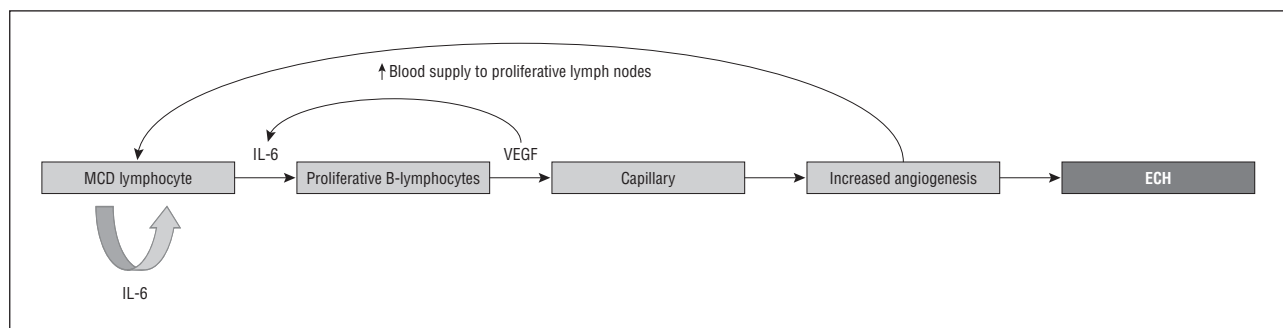 ↑ Blood supply to proliferative lymph nodes
IL-6
VEGF
MCD lymphocyte
Proliferative B-lymphocytes
Capillary
Increased angiogenesis
ECH
IL-6